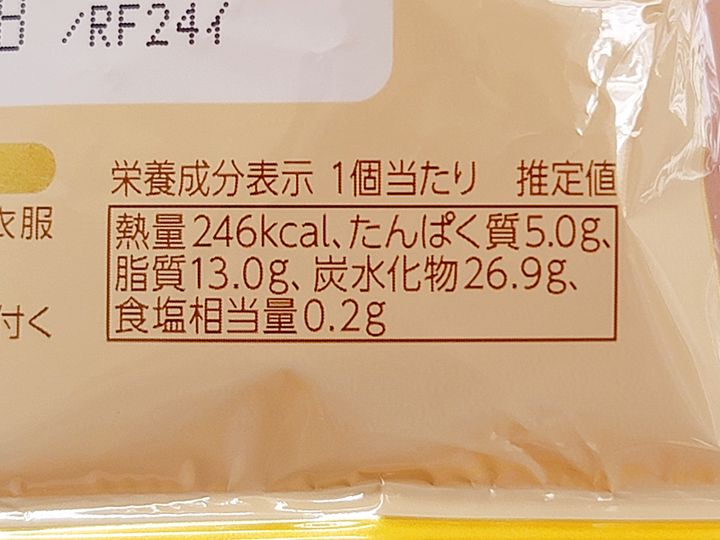 /RF244
栄養成分表示 1個当たり 推定値
衣服
熱量246kcal、たんぱく質5.0g、
脂質13.0g、炭水化物26.9g、
付く
食塩相当量0.2g